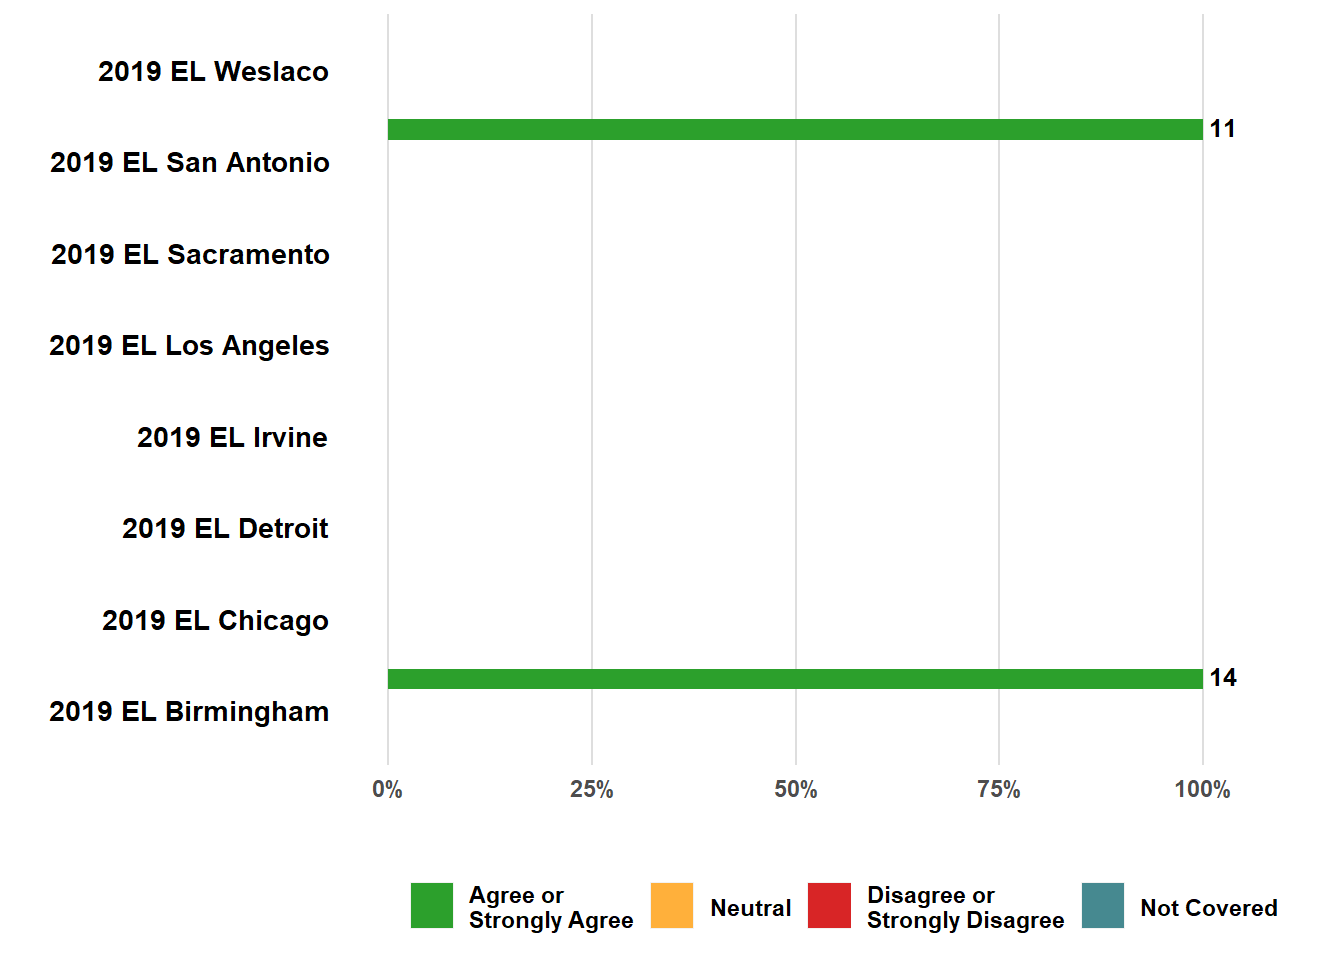 2019 EL Weslaco
11
2019 EL San Antonio
2019 EL Sacramento
2019 EL Los Angeles
2019 EL Irvine
2019 EL Detroit
2019 EL Chicago
14
2019 EL Birmingham
0% 25% 50% 75% 100%
Agree or
Strongly Agree
Neutral
Disagree or
Strongly Disagree
Not Covered